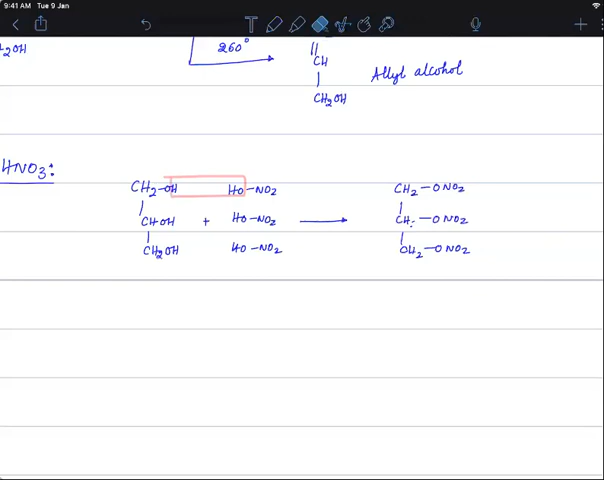 9:41 AM Tue 9 Jan
H2OH
260°
||
CH
|
CH2OH
Allyl alcohol
HNO3:
CH2-OH HO-NO2 CH2-ONO2
| |
CHOH + HO-NO2 → CH-ONO2
| |
CH2OH HO-NO2 CH2-ONO2